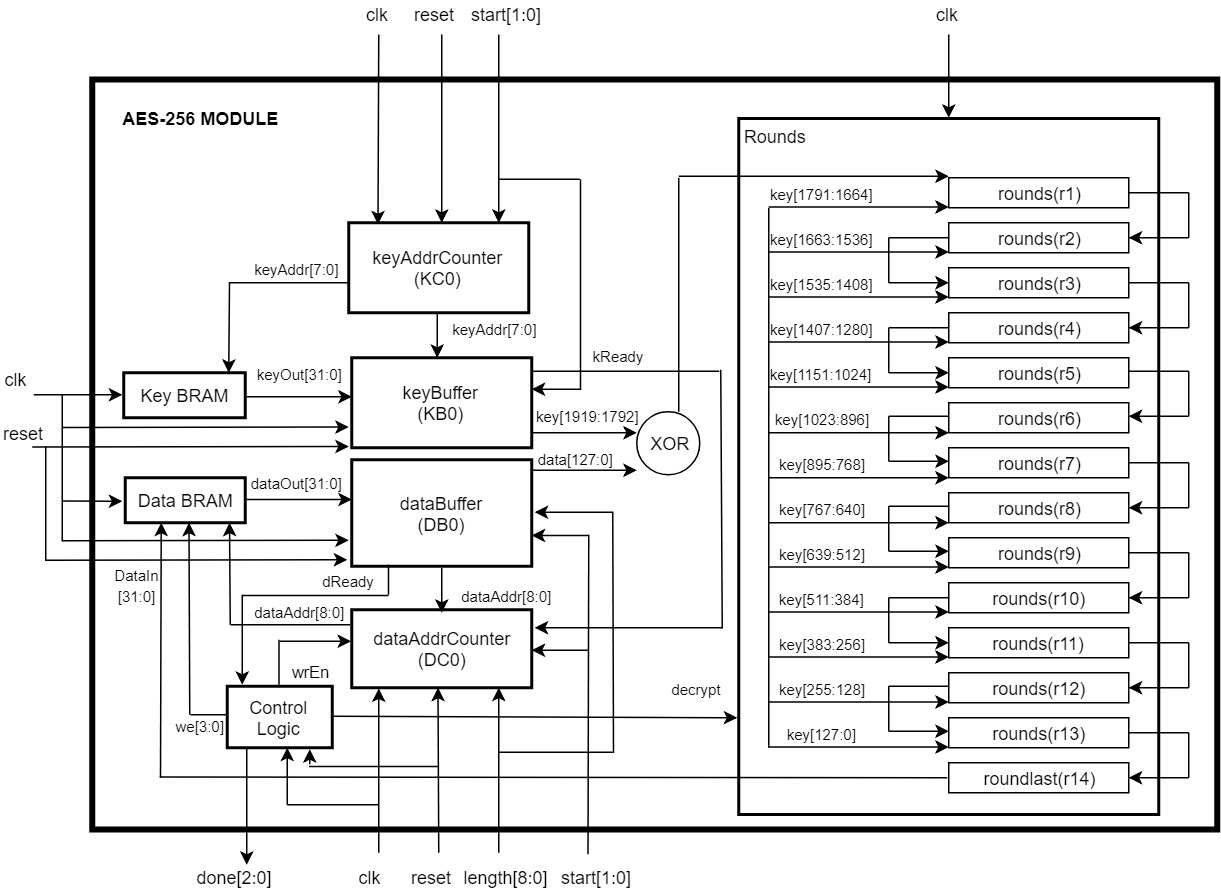 clk
reset
start[1:0]
clk
AES-256 MODULE
Rounds
key[1791:1664]
rounds(r1)
key[1663:1536]
rounds(r2)
key[1535:1408]
rounds(r3)
key[1407:1280]
rounds(r4)
key[1151:1024]
rounds(r5)
key[1023:896]
rounds(r6)
key[895:768]
rounds(r7)
key[767:640]
rounds(r8)
key[639:512]
rounds(r9)
key[511:384]
rounds(r10)
key[383:256]
rounds(r11)
key[255:128]
rounds(r12)
key[127:0]
rounds(r13)
roundlast(r14)
keyAddrCounter
(KC0)
keyAddr[7:0]
keyAddr[7:0]
kReady
clk
Key BRAM
keyOut[31:0]
keyBuffer
(KB0)
key[1919:1792]
reset
XOR
data[127:0]
Data BRAM
dataOut[31:0]
dataBuffer
(DB0)
DataIn
[31:0]
dReady
dataAddr[8:0]
dataAddr[8:0]
dataAddrCounter
(DC0)
wrEn
decrypt
we[3:0]
Control
Logic
done[2:0]
clk
reset
length[8:0]
start[1:0]